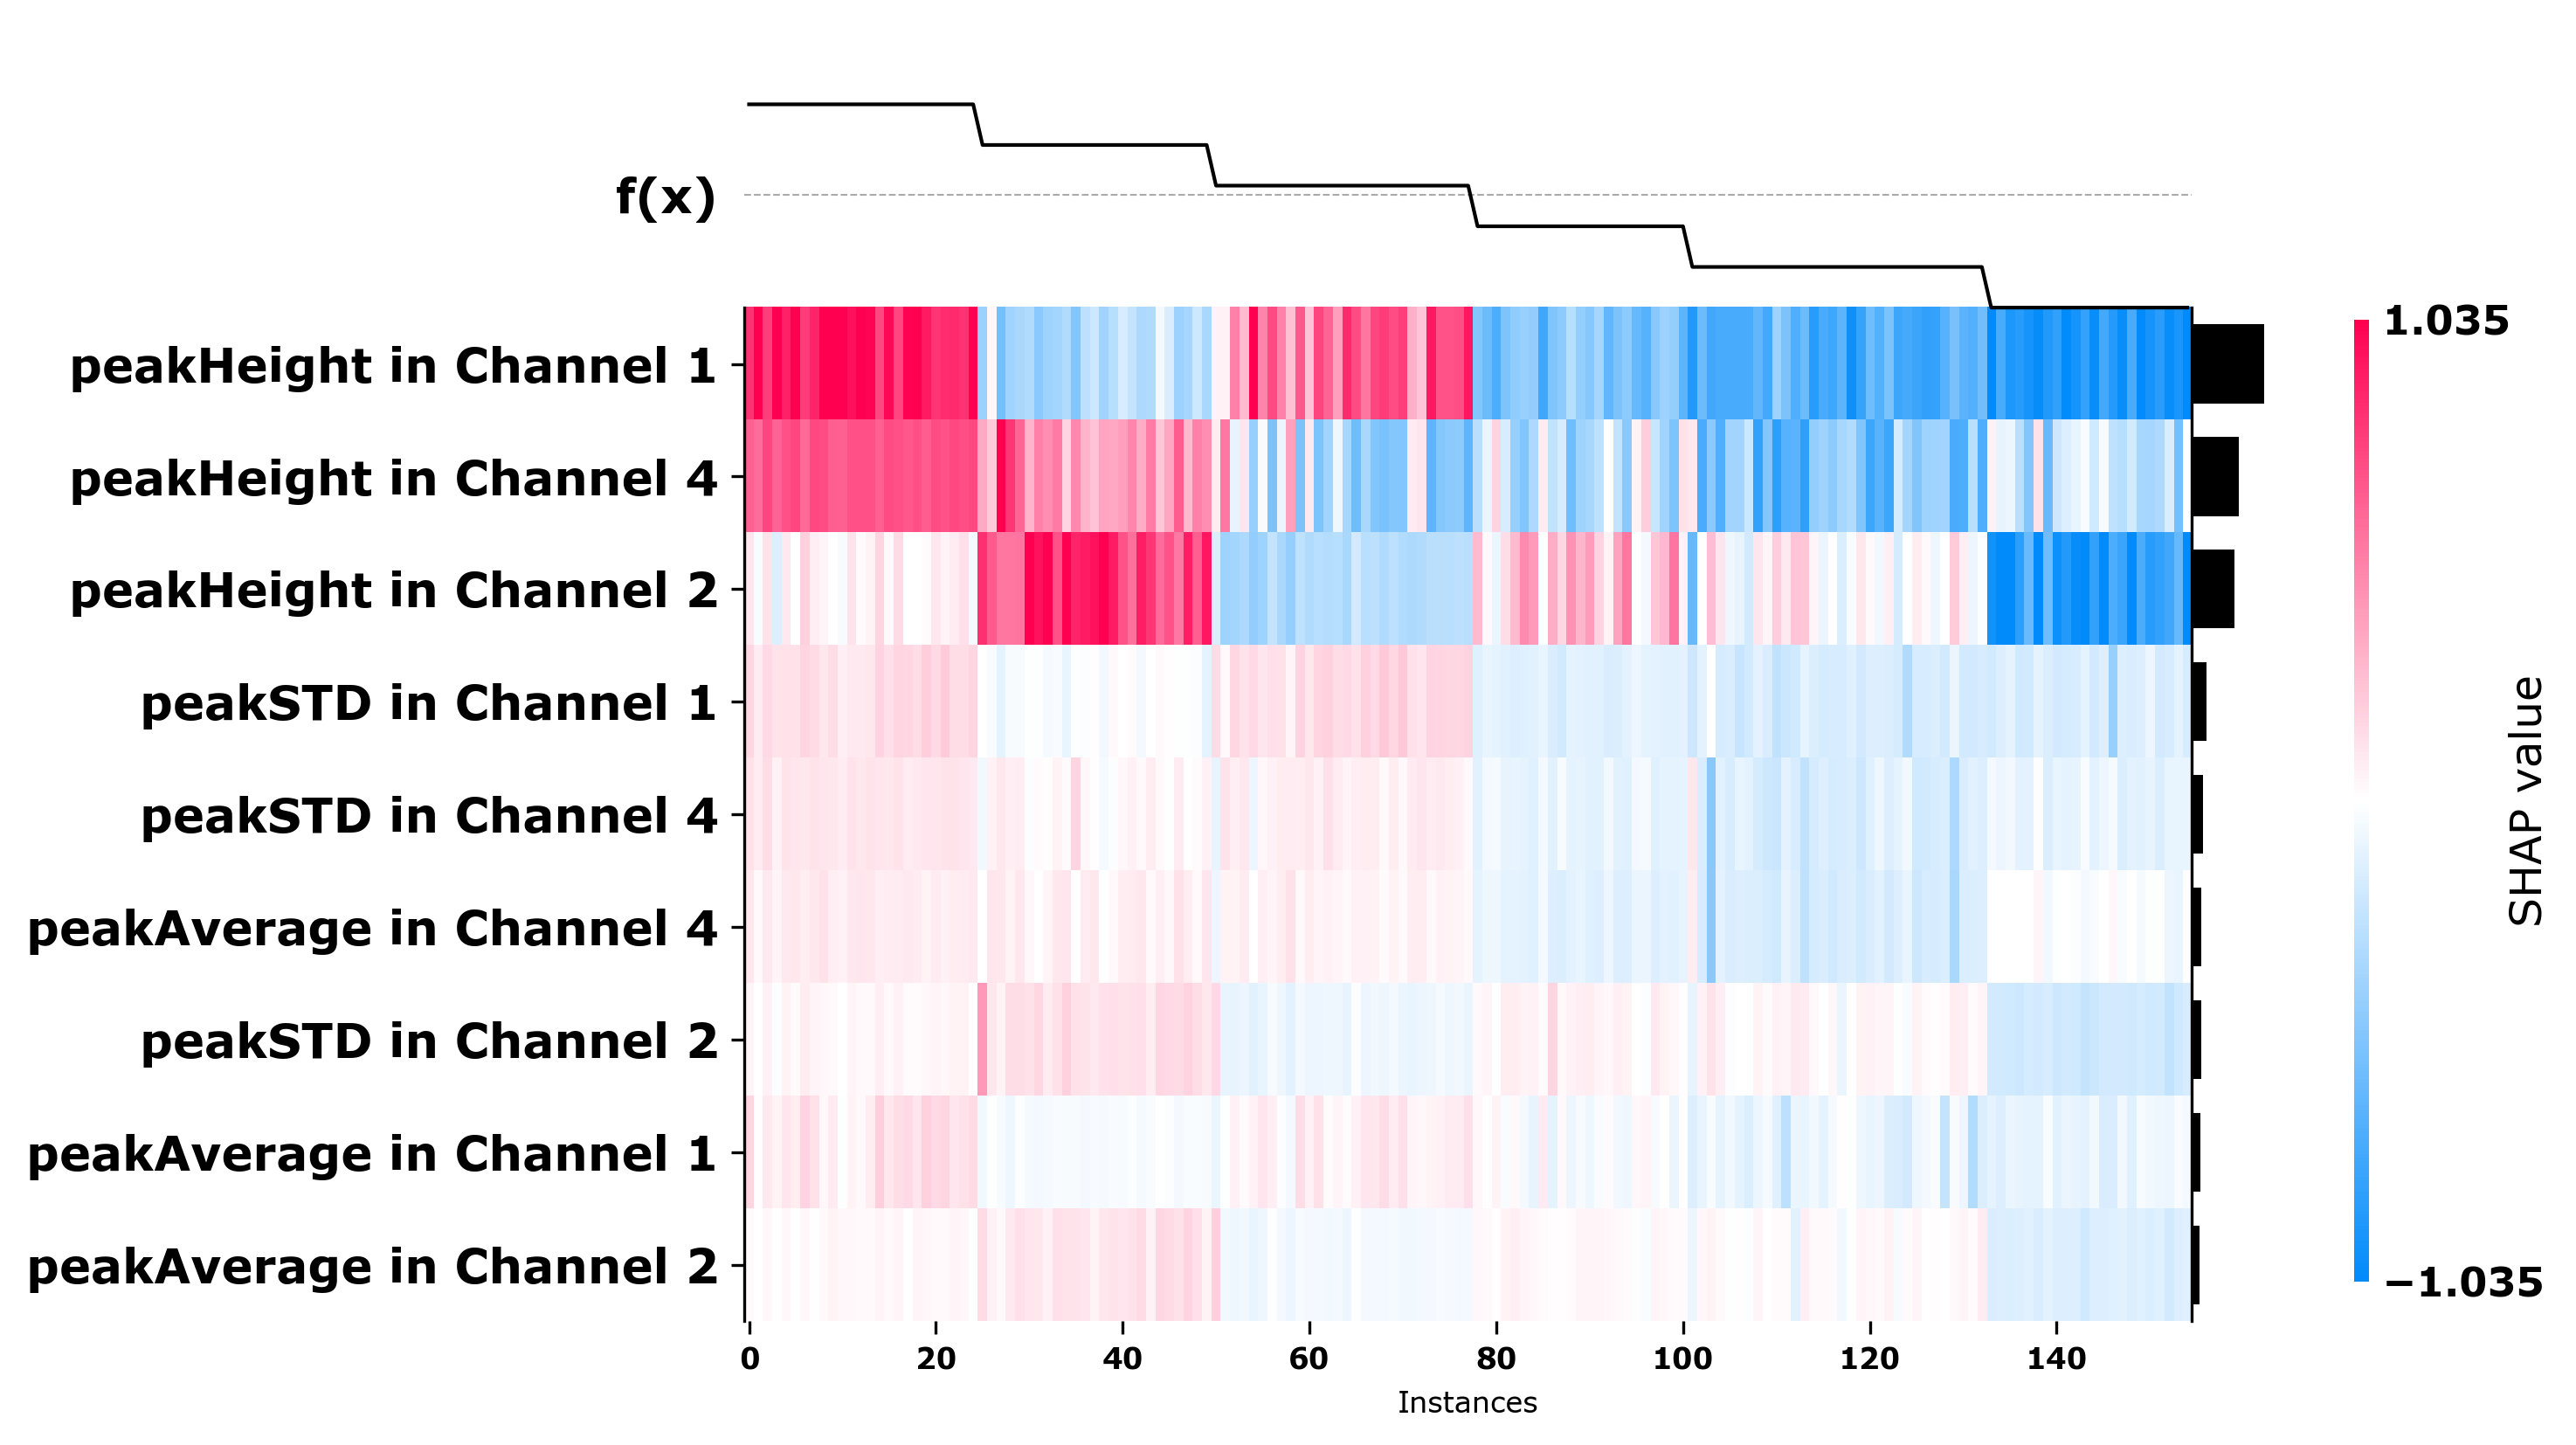 f(x)
peakHeight in Channel 1
peakHeight in Channel 4
peakHeight in Channel 2
peakSTD in Channel 1
peakSTD in Channel 4
peakAverage in Channel 4
peakSTD in Channel 2
peakAverage in Channel 1
peakAverage in Channel 2
0 20 40 60 80 100 120 140
Instances
1.035
−1.035
SHAP value